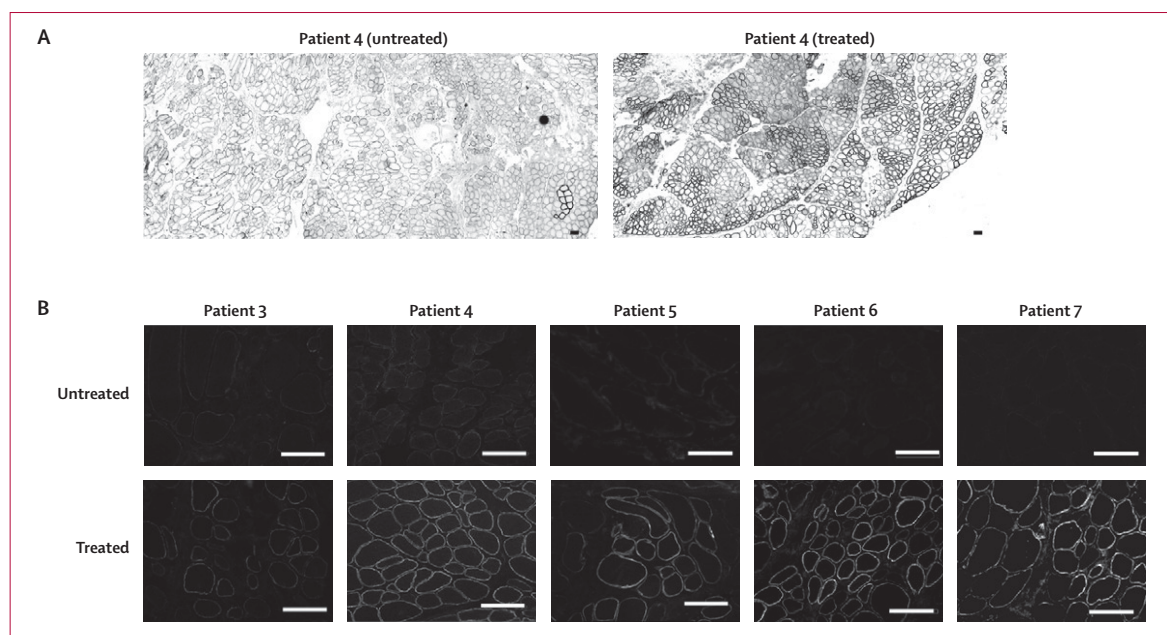 A
Patient 4 (untreated)
Patient 4 (treated)
B
Patient 3
Patient 4
Patient 5
Patient 6
Patient 7
Untreated
Treated